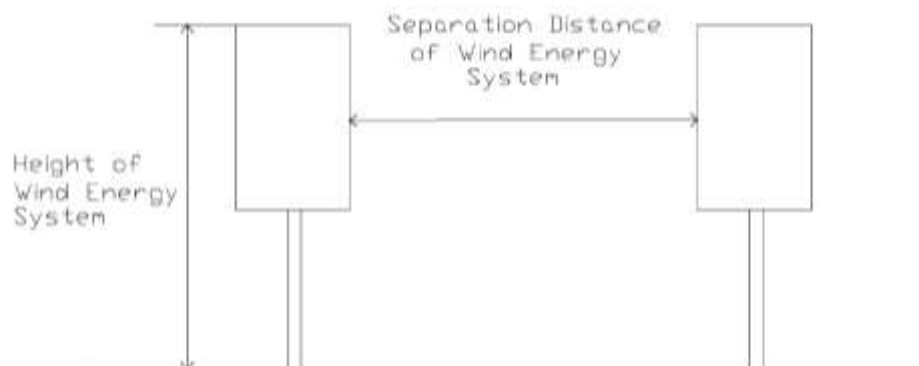 Separation Distance
of Wind Energy
System
Height of
Wind Energy
System